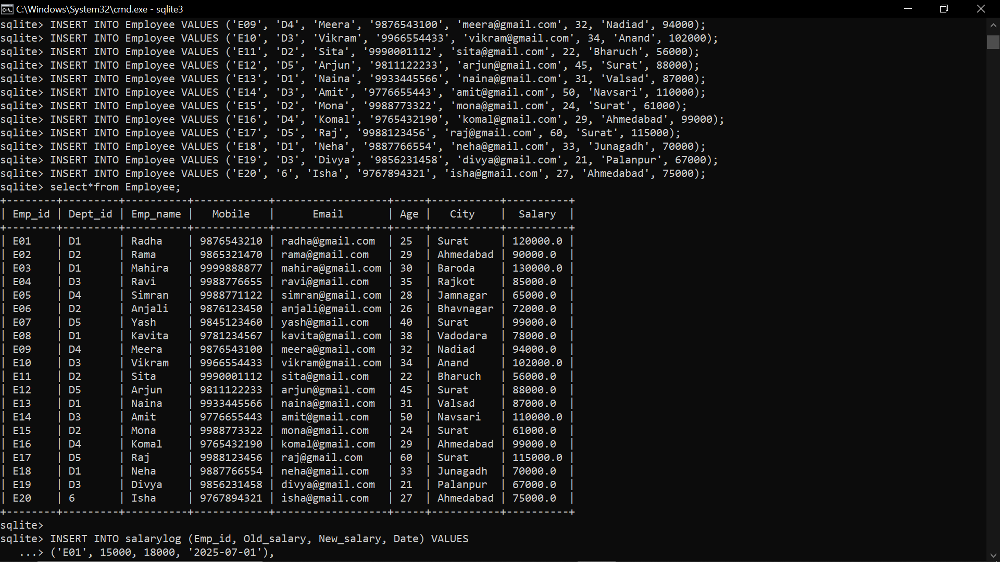 C:\Windows\System32\cmd.exe - sqlite3
sqlite> INSERT INTO Employee VALUES ('E09', 'D4', 'Meera', '9876543100', 'meera@gmail.com', 32, 'Nadiad', 94000);
sqlite> INSERT INTO Employee VALUES ('E10', 'D3', 'Vikram', '9966554433', 'vikram@gmail.com', 34, 'Anand', 102000);
sqlite> INSERT INTO Employee VALUES ('E11', 'D2', 'Sita', '9990001112', 'sita@gmail.com', 22, 'Bharuch', 56000);
sqlite> INSERT INTO Employee VALUES ('E12', 'D5', 'Arjun', '9811122233', 'arjun@gmail.com', 45, 'Surat', 88000);
sqlite> INSERT INTO Employee VALUES ('E13', 'D1', 'Naina', '9933445566', 'naina@gmail.com', 31, 'Valsad', 87000);
sqlite> INSERT INTO Employee VALUES ('E14', 'D3', 'Amit', '9776655443', 'amit@gmail.com', 50, 'Navsari', 110000);
sqlite> INSERT INTO Employee VALUES ('E15', 'D2', 'Mona', '9988773322', 'mona@gmail.com', 24, 'Surat', 61000);
sqlite> INSERT INTO Employee VALUES ('E16', 'D4', 'Komal', '9765432190', 'komal@gmail.com', 29, 'Ahmedabad', 99000);
sqlite> INSERT INTO Employee VALUES ('E17', 'D5', 'Raj', '9988123456', 'raj@gmail.com', 60, 'Surat', 115000);
sqlite> INSERT INTO Employee VALUES ('E18', 'D1', 'Neha', '9887766554', 'neha@gmail.com', 33, 'Junagadh', 70000);
sqlite> INSERT INTO Employee VALUES ('E19', 'D3', 'Divya', '9856231458', 'divya@gmail.com', 21, 'Palanpur', 67000);
sqlite> INSERT INTO Employee VALUES ('E20', '6', 'Isha', '9767894321', 'isha@gmail.com', 27, 'Ahmedabad', 75000);
sqlite> select*from Employee;
+--------+---------+----------+------------+------------------+-----+-----------+----------+
| Emp_id | Dept_id | Emp_name | Mobile | Email | Age | City | Salary |
+--------+---------+----------+------------+------------------+-----+-----------+----------+
| E01 | D1 | Radha | 9876543210 | radha@gmail.com | 25 | Surat | 120000.0 |
| E02 | D2 | Rama | 9865321470 | rama@gmail.com | 29 | Ahmedabad | 90000.0 |
| E03 | D1 | Mahira | 9999888877 | mahira@gmail.com | 30 | Baroda | 130000.0 |
| E04 | D3 | Ravi | 9988776655 | ravi@gmail.com | 35 | Rajkot | 85000.0 |
| E05 | D4 | Simran | 9988771122 | simran@gmail.com | 28 | Jamnagar | 65000.0 |
| E06 | D2 | Anjali | 9876123450 | anjali@gmail.com | 26 | Bhavnagar | 72000.0 |
| E07 | D5 | Yash | 9845123460 | yash@gmail.com | 40 | Surat | 99000.0 |
| E08 | D1 | Kavita | 9781234567 | kavita@gmail.com | 38 | Vadodara | 78000.0 |
| E09 | D4 | Meera | 9876543100 | meera@gmail.com | 32 | Nadiad | 94000.0 |
| E10 | D3 | Vikram | 9966554433 | vikram@gmail.com | 34 | Anand | 102000.0 |
| E11 | D2 | Sita | 9990001112 | sita@gmail.com | 22 | Bharuch | 56000.0 |
| E12 | D5 | Arjun | 9811122233 | arjun@gmail.com | 45 | Surat | 88000.0 |
| E13 | D1 | Naina | 9933445566 | naina@gmail.com | 31 | Valsad | 87000.0 |
| E14 | D3 | Amit | 9776655443 | amit@gmail.com | 50 | Navsari | 110000.0 |
| E15 | D2 | Mona | 9988773322 | mona@gmail.com | 24 | Surat | 61000.0 |
| E16 | D4 | Komal | 9765432190 | komal@gmail.com | 29 | Ahmedabad | 99000.0 |
| E17 | D5 | Raj | 9988123456 | raj@gmail.com | 60 | Surat | 115000.0 |
| E18 | D1 | Neha | 9887766554 | neha@gmail.com | 33 | Junagadh | 70000.0 |
| E19 | D3 | Divya | 9856231458 | divya@gmail.com | 21 | Palanpur | 67000.0 |
| E20 | 6 | Isha | 9767894321 | isha@gmail.com | 27 | Ahmedabad | 75000.0 |
+--------+---------+----------+------------+------------------+-----+-----------+----------+
sqlite>
sqlite> INSERT INTO salarylog (Emp_id, Old_salary, New_salary, Date) VALUES
...> ('E01', 15000, 18000, '2025-07-01'),